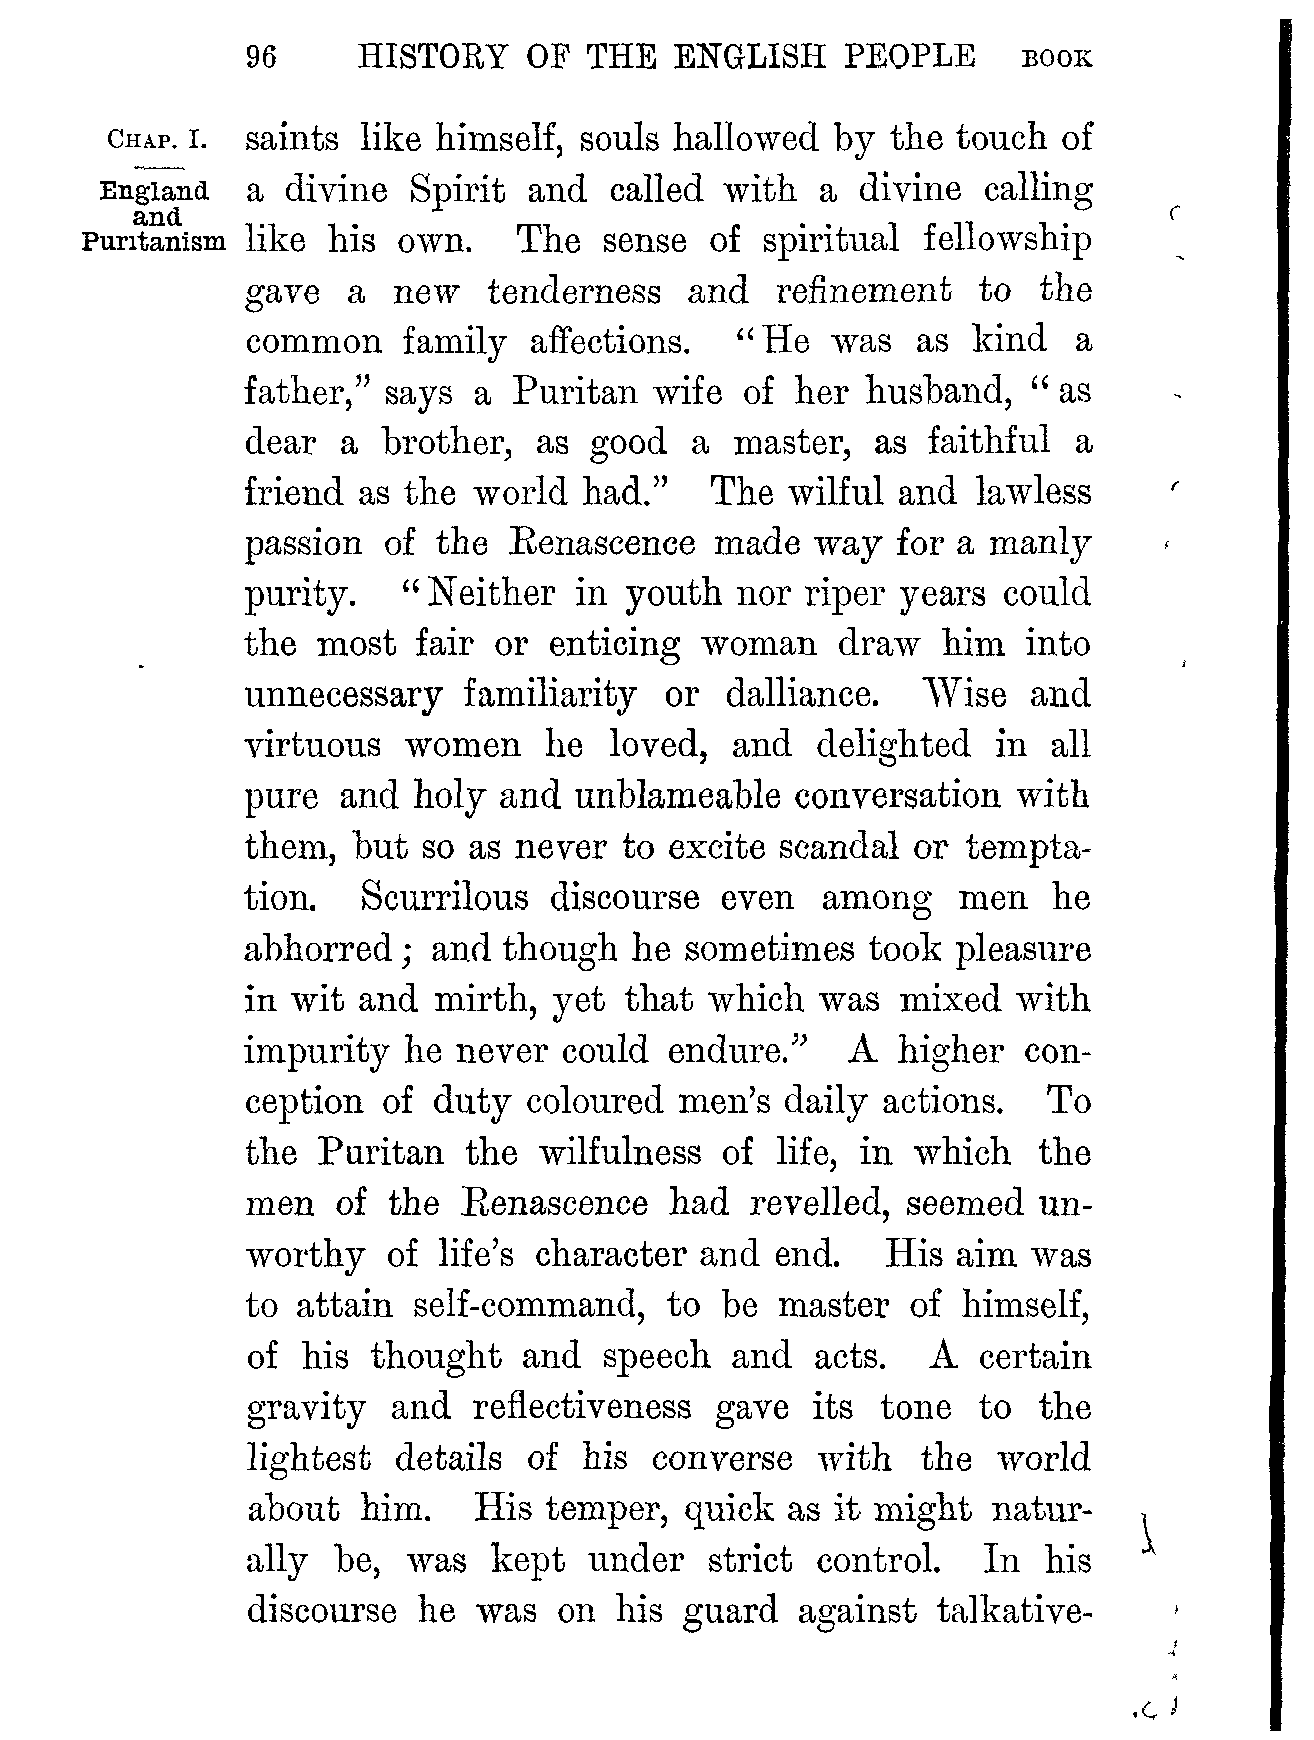 96 HISTORY OF THE ENGLISH PEOPLE BOOK
CHAP. I.
England
and
Puritanism
saints like himself, souls hallowed by the touch of
a divine Spirit and called with a divine calling
like his own. The sense of spiritual fellowship
gave a new tenderness and refinement to the
common family affections. “He was as kind a
father,” says a Puritan wife of her husband, “as
dear a brother, as good a master, as faithful a
friend as the world had.” The wilful and lawless
passion of the Renascence made way for a manly
purity. “Neither in youth nor riper years could
the most fair or enticing woman draw him into
unnecessary familiarity or dalliance. Wise and
virtuous women he loved, and delighted in all
pure and holy and unblameable conversation with
them, but so as never to excite scandal or tempta-
tion. Scurrilous discourse even among men he
abhorred; and though he sometimes took pleasure
in wit and mirth, yet that which was mixed with
impurity he never could endure.” A higher con-
ception of duty coloured men's daily actions. To
the Puritan the wilfulness of life, in which the
men of the Renascence had revelled, seemed un-
worthy of life's character and end. His aim was
to attain self-command, to be master of himself,
of his thought and speech and acts. A certain
gravity and reflectiveness gave its tone to the
lightest details of his converse with the world
about him. His temper, quick as it might natur-
ally be, was kept under strict control. In his
discourse he was on his guard against talkative-